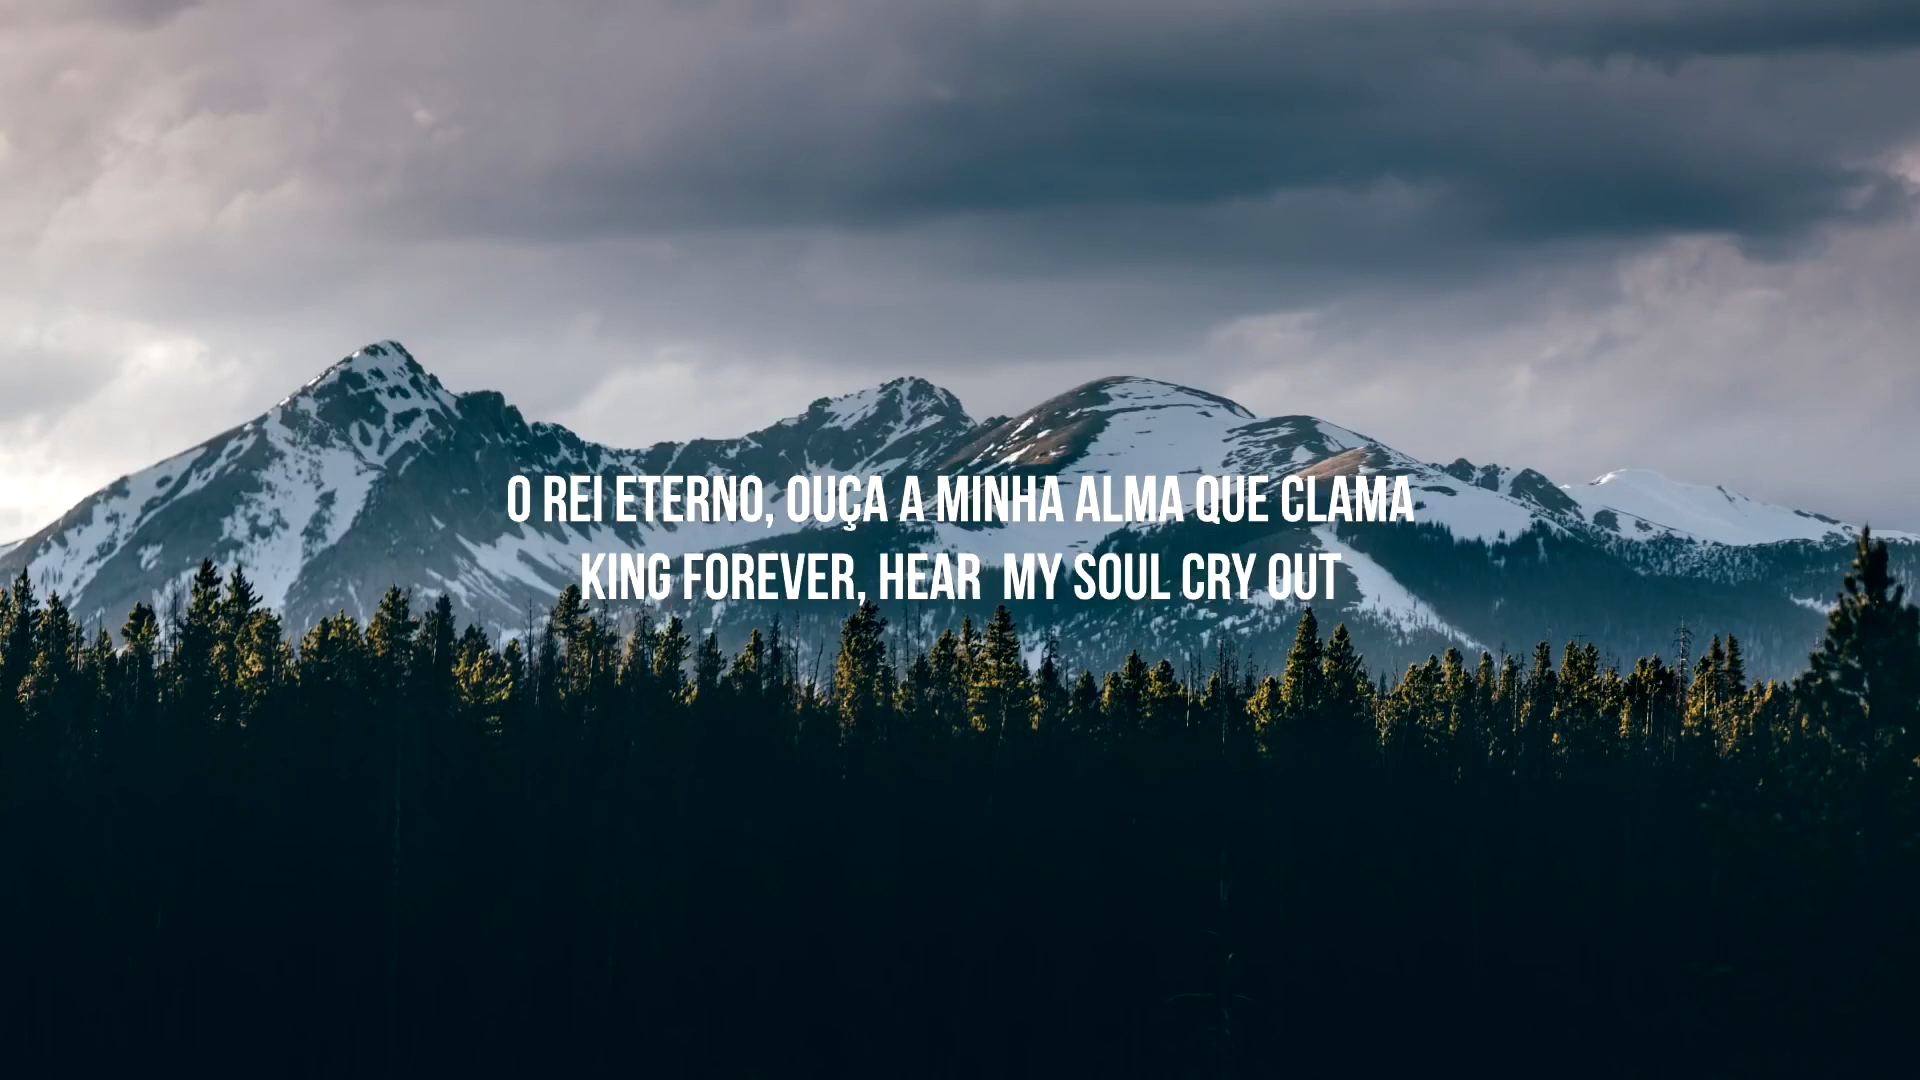 O REI ETERNO, OUÇA A MINHA ALMA QUE CLAMA
KING FOREVER, HEAR  MY SOUL CRY OUT